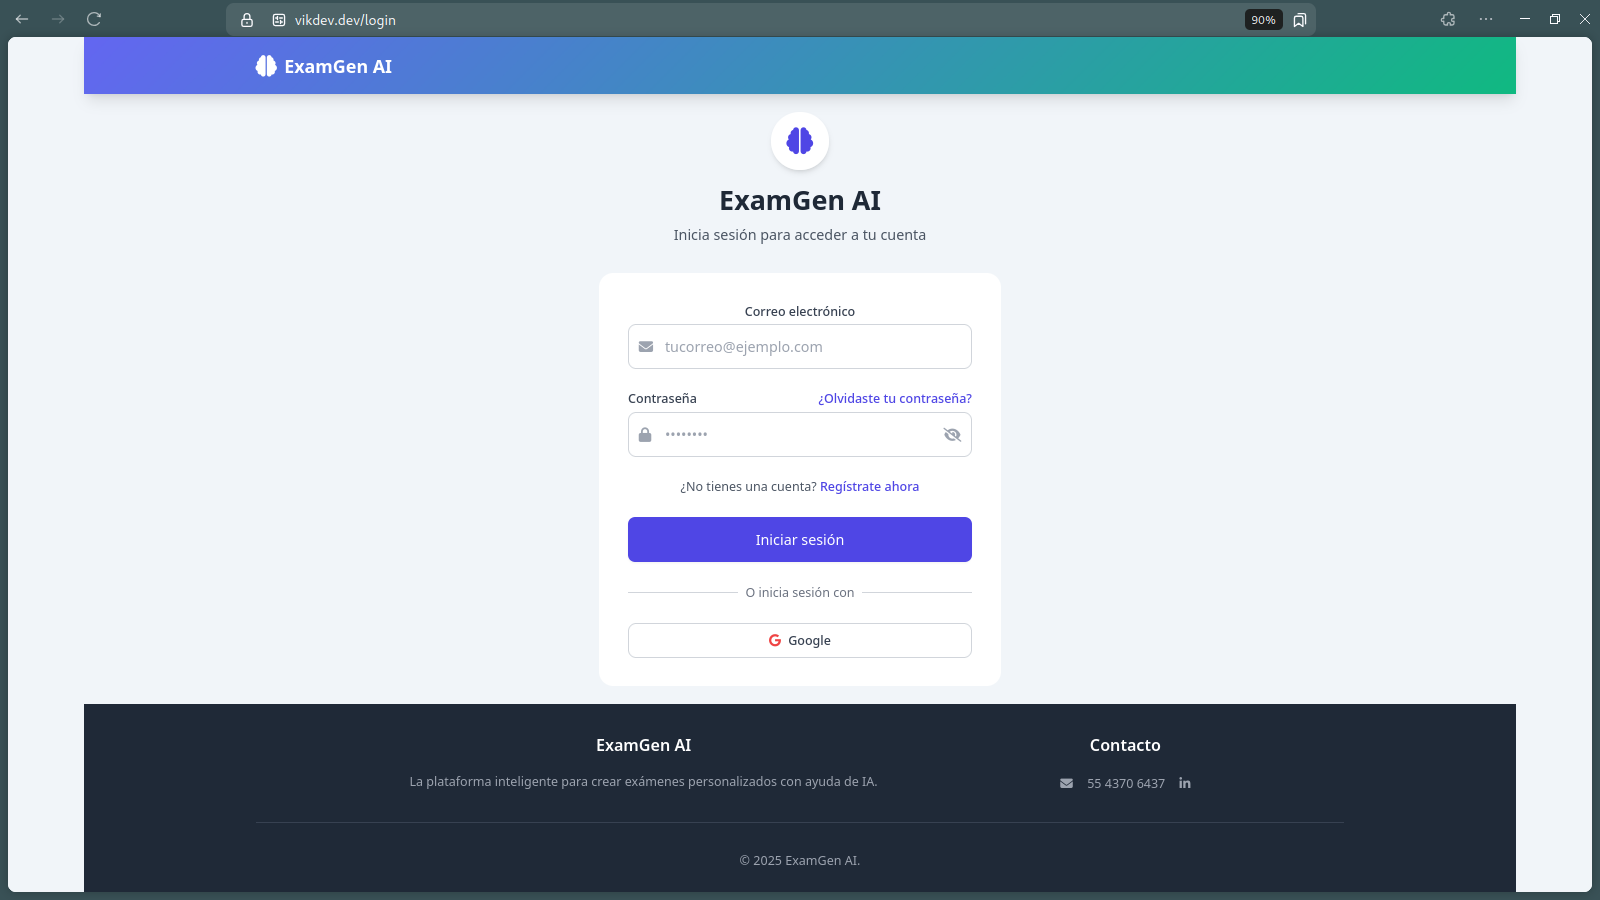 vikdev.dev/login
90%
ExamGen AI
ExamGen AI
Inicia sesión para acceder a tu cuenta
Correo electrónico
tucorreo@ejemplo.com
Contraseña
¿Olvidaste tu contraseña?
••••••••
¿No tienes una cuenta? Regístrate ahora
Iniciar sesión
O inicia sesión con
Google
ExamGen AI
La plataforma inteligente para crear exámenes personalizados con ayuda de IA.
Contacto
55 4370 6437
© 2025 ExamGen AI.